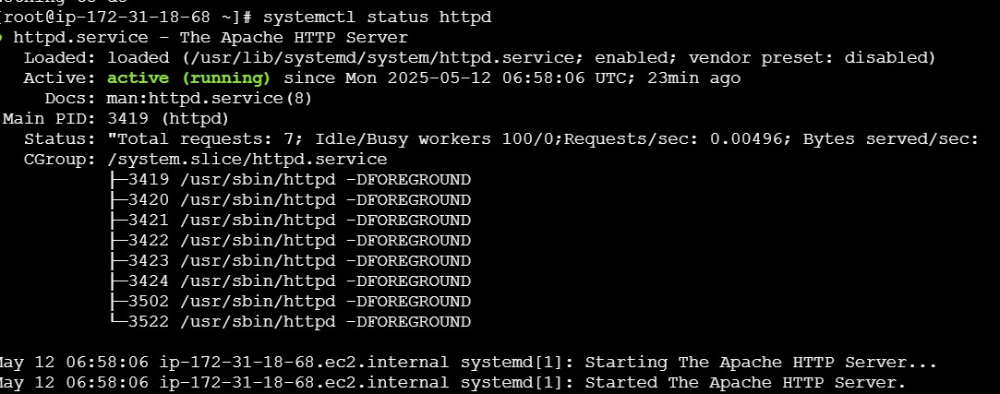 [root@ip-172-31-18-68 ~]# systemctl status httpd
● httpd.service - The Apache HTTP Server
Loaded: loaded (/usr/lib/systemd/system/httpd.service; enabled; vendor preset: disabled)
Active: active (running) since Mon 2025-05-12 06:58:06 UTC; 23min ago
Docs: man:httpd.service(8)
Main PID: 3419 (httpd)
Status: "Total requests: 7; Idle/Busy workers 100/0;Requests/sec: 0.00496; Bytes served/sec:
CGroup: /system.slice/httpd.service
├─3419 /usr/sbin/httpd -DFOREGROUND
├─3420 /usr/sbin/httpd -DFOREGROUND
├─3421 /usr/sbin/httpd -DFOREGROUND
├─3422 /usr/sbin/httpd -DFOREGROUND
├─3423 /usr/sbin/httpd -DFOREGROUND
├─3424 /usr/sbin/httpd -DFOREGROUND
├─3502 /usr/sbin/httpd -DFOREGROUND
└─3522 /usr/sbin/httpd -DFOREGROUND
May 12 06:58:06 ip-172-31-18-68.ec2.internal systemd[1]: Starting The Apache HTTP Server...
May 12 06:58:06 ip-172-31-18-68.ec2.internal systemd[1]: Started The Apache HTTP Server.